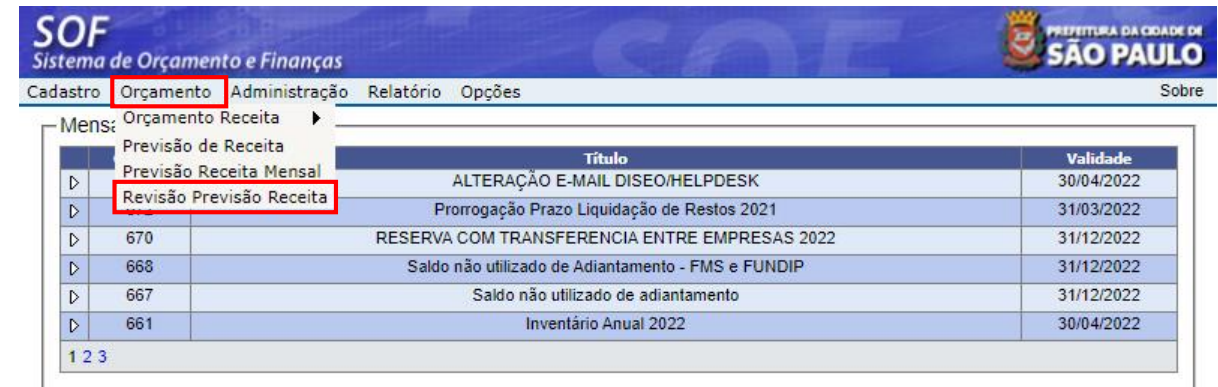 SOF
Sistema de Orçamento e Finanças
PREFEITURA DA CIDADE DE
SÃO PAULO
Cadastro Orçamento Administração Relatório Opções Sobre
Orçamento Receita
Previsão de Receita
Previsão Receita Mensal
Revisão Previsão Receita
Título Validade
ALTERAÇÃO E-MAIL DISEO/HELPDESK 30/04/2022
Prorrogação Prazo Liquidação de Restos 2021 31/03/2022
670 RESERVA COM TRANSFERENCIA ENTRE EMPRESAS 2022 31/12/2022
668 Saldo não utilizado de Adiantamento - FMS e FUNDIP 31/12/2022
667 Saldo não utilizado de adiantamento 31/12/2022
661 Inventário Anual 2022 30/04/2022
1 2 3